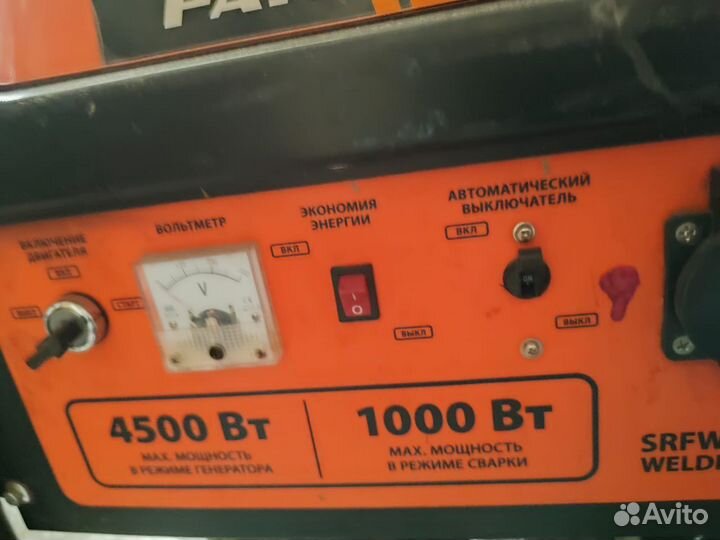 ВКЛЮЧЕНИЕ
ДВИГАТЕЛЯ
ВКЛ
ВЫКЛ
СТАРТ
ВОЛЬТМЕТР
V
ЭКОНОМИЯ
ЭНЕРГИИ
ВКЛ
I
O
ВЫКЛ
АВТОМАТИЧЕСКИЙ
ВЫКЛЮЧАТЕЛЬ
ВКЛ
ON
ВЫКЛ
4500 Вт
МАХ. МОЩНОСТЬ
В РЕЖИМЕ ГЕНЕРАТОРА
1000 Вт
МАХ. МОЩНОСТЬ
В РЕЖИМЕ СВАРКИ
SRFW
WELD
Avito